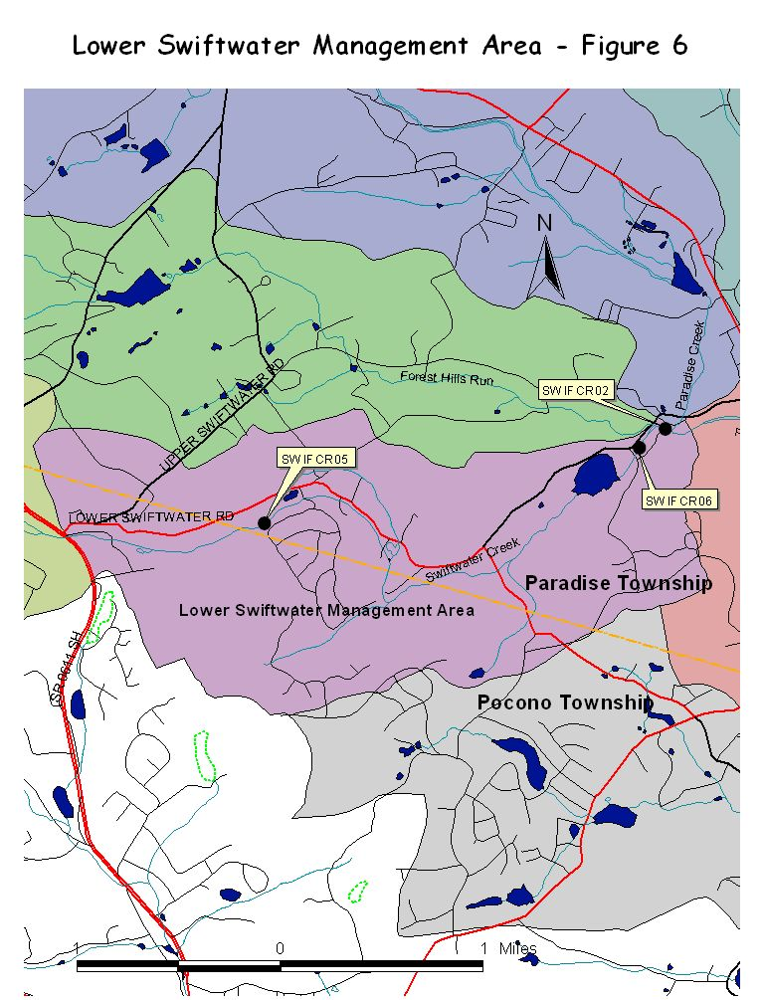 Lower Swiftwater Management Area - Figure 6
N
Paradise Creek
Forest Hills Run
SWIFCR02
UPPER SWIFTWATER RD
SWIFCR05
SWIFCR06
LOWER SWIFTWATER RD
Swiftwater Creek
Paradise Township
Lower Swiftwater Management Area
Pocono Township
1 0 1 Miles